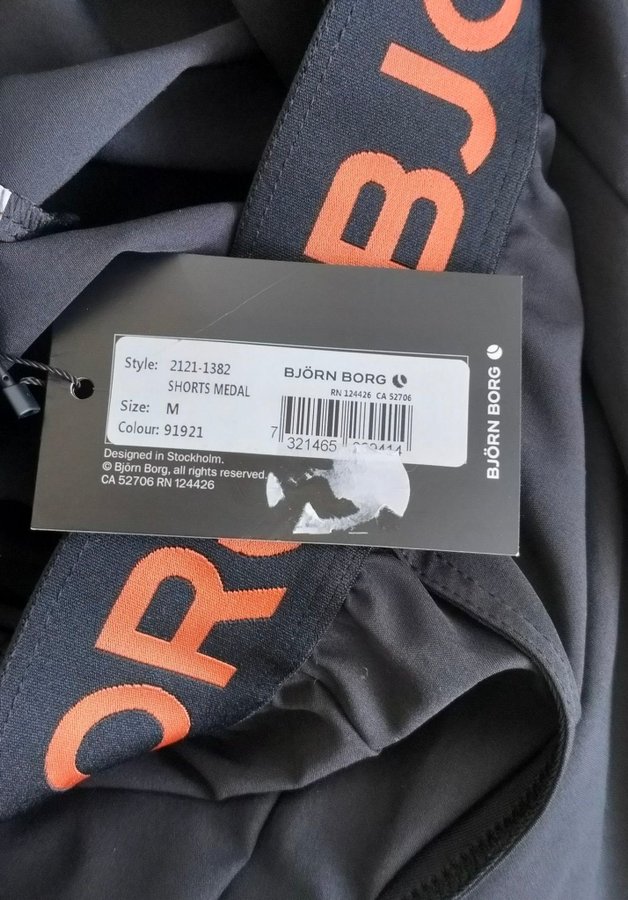 BJO
Style: 2121-1382
SHORTS MEDAL
Size: M
Colour: 91921
BJÖRN BORG
RN 124426 CA 52706
7 321465
Designed in Stockholm.
© Björn Borg, all rights reserved.
CA 52706 RN 124426
BJÖRN BORG
ORG